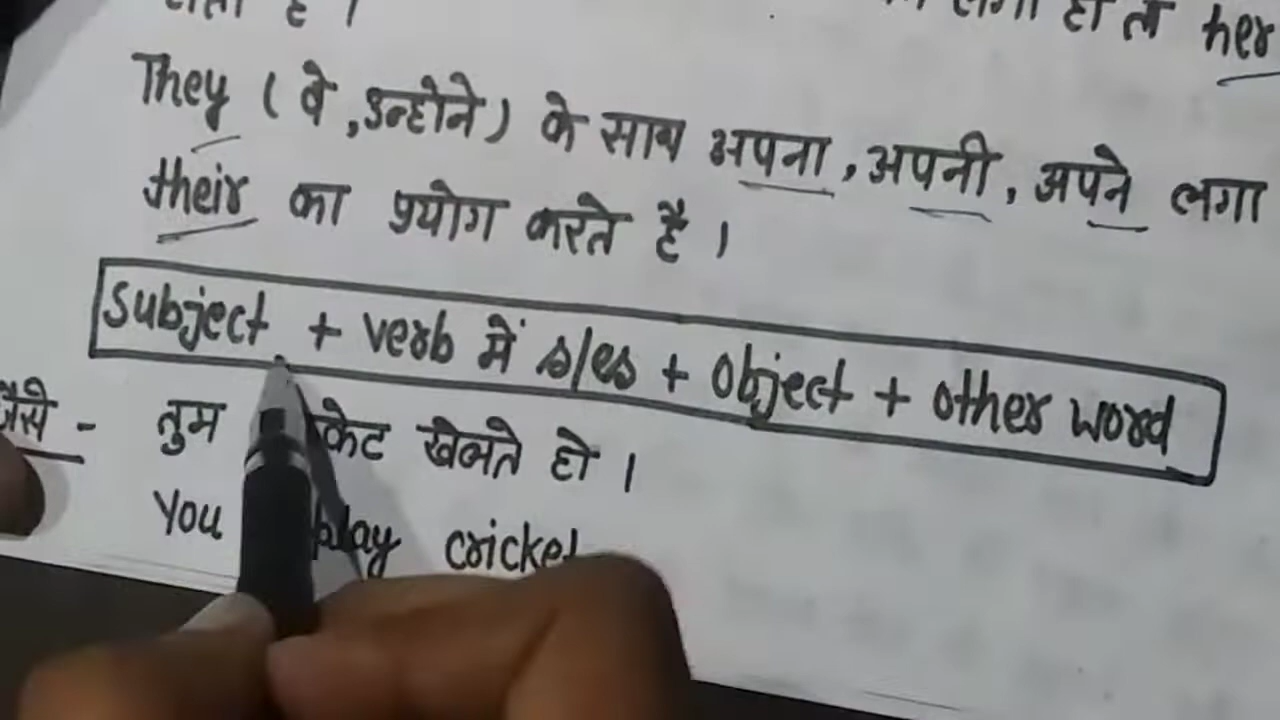 her
They (वे, उन्होने) के साथ अपना, अपनी, अपने लगा
their का प्रयोग करते है।
Subject + verb में s/es + Object + other word
जैसे - तुम खेलते हो।
You play cricket